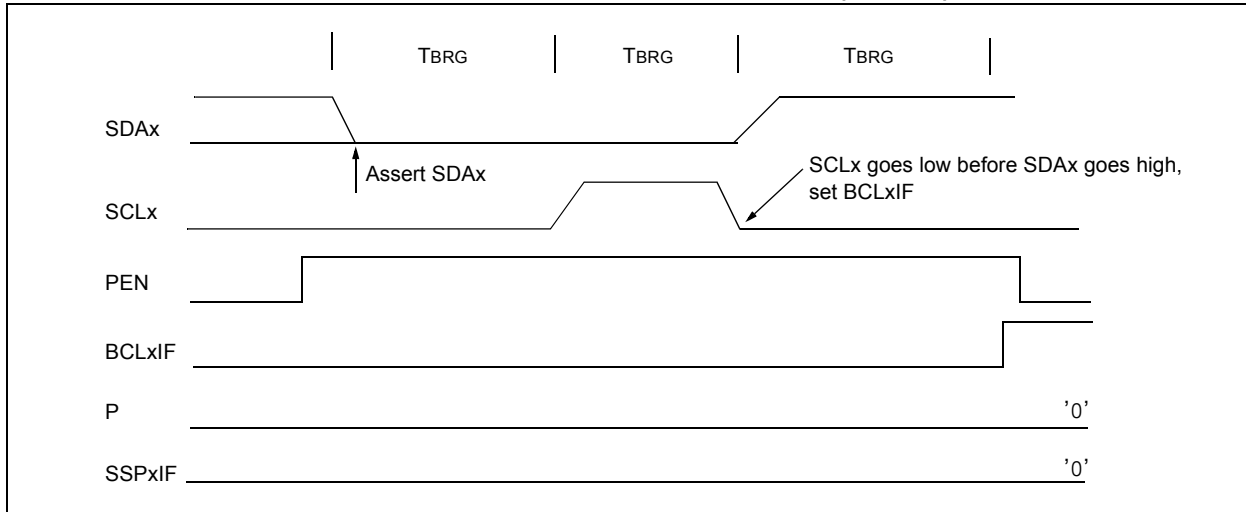 TBRG TBRG TBRG
SDAx
Assert SDAx
SCLx goes low before SDAx goes high,
set BCLxIF
SCLx
PEN
BCLxIF
P
'0'
SSPxIF
'0'